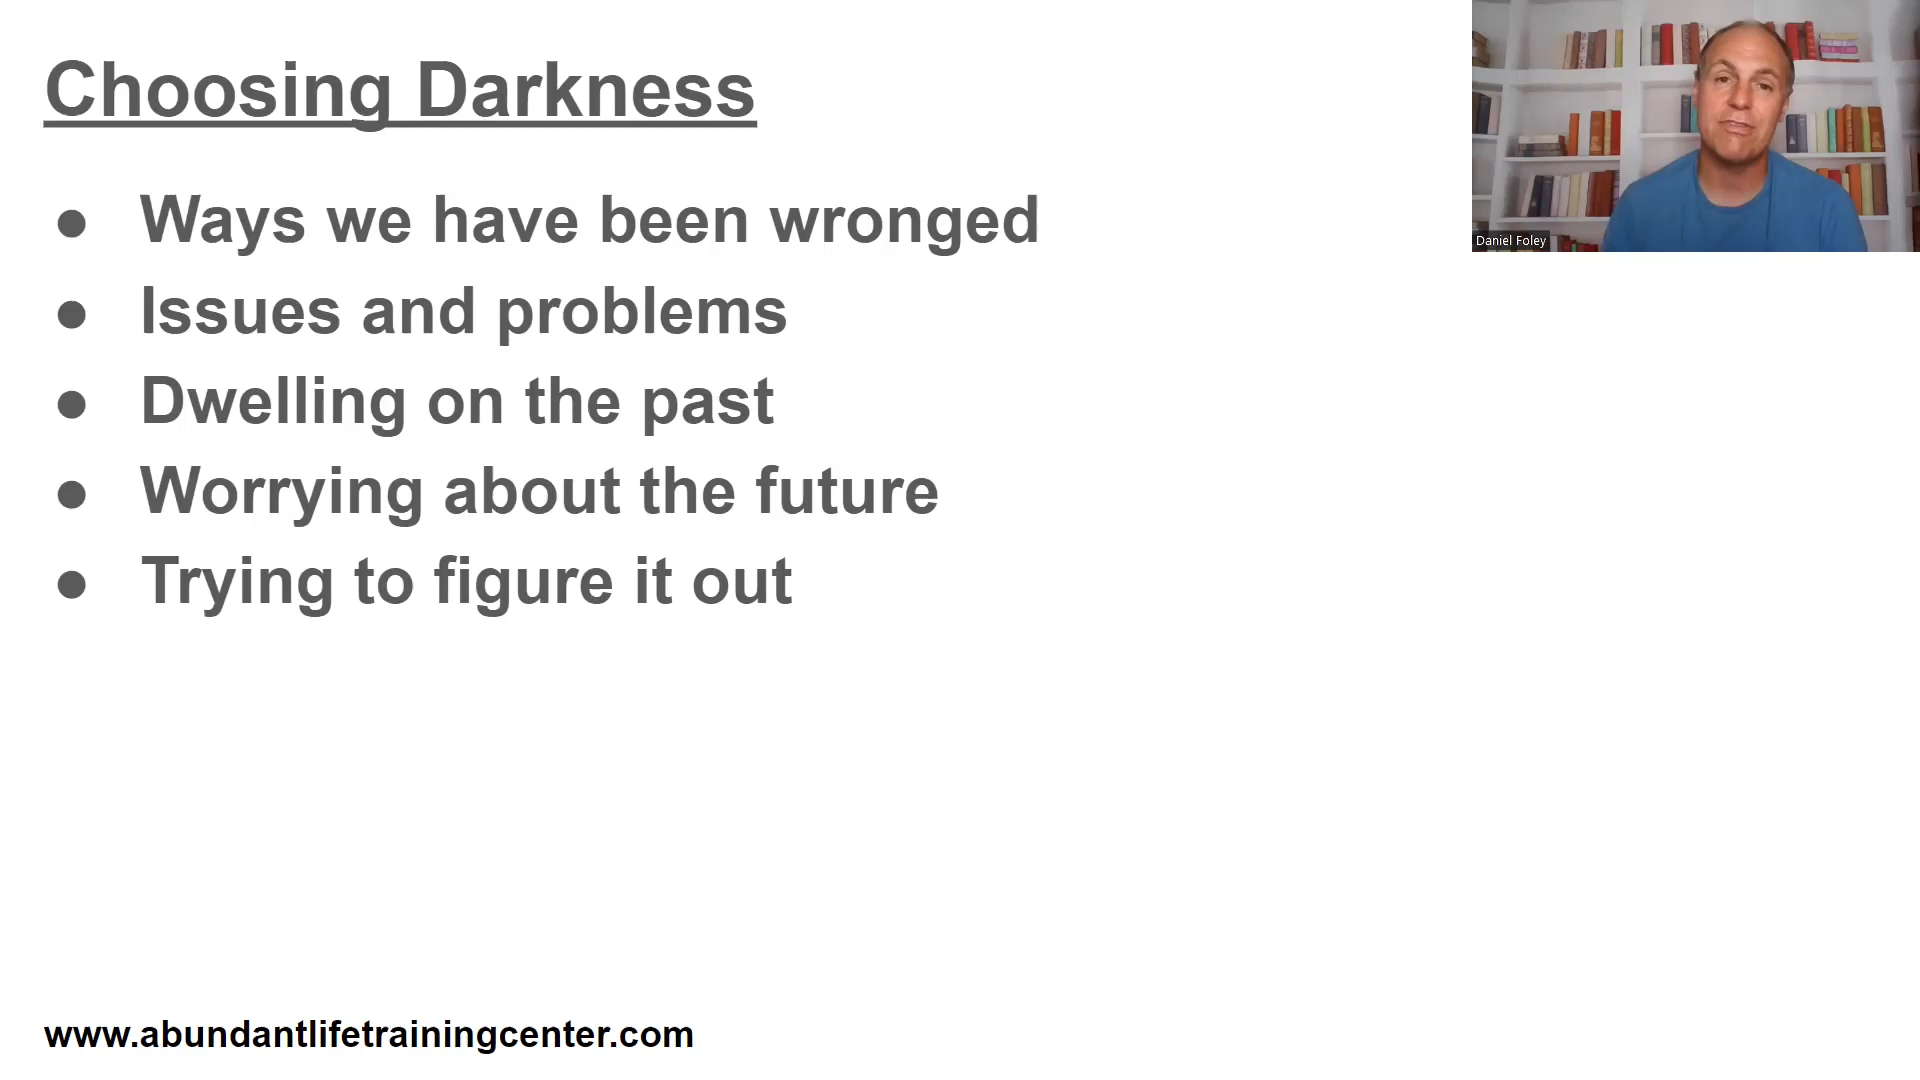 Choosing Darkness
● Ways we have been wronged
● Issues and problems
● Dwelling on the past
● Worrying about the future
● Trying to figure it out
www.abundantlifetrainingcenter.com
Daniel Foley